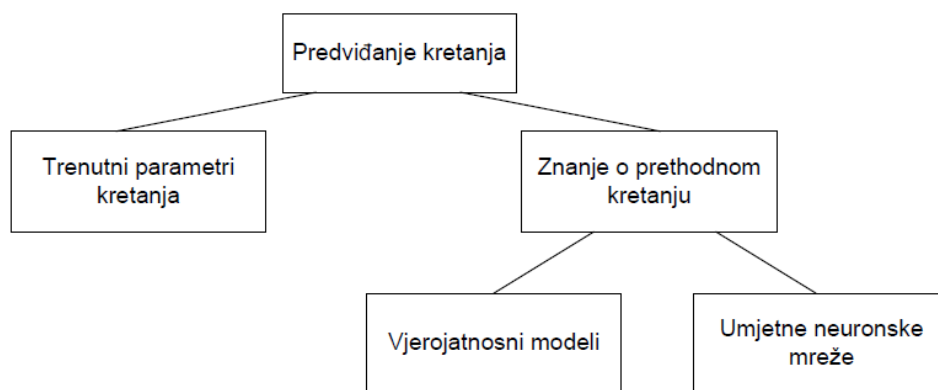 Predviđanje kretanja
Trenutni parametri
kretanja
Znanje o prethodnom
kretanju
Vjerojatnosni modeli
Umjetne neuronske
mreže